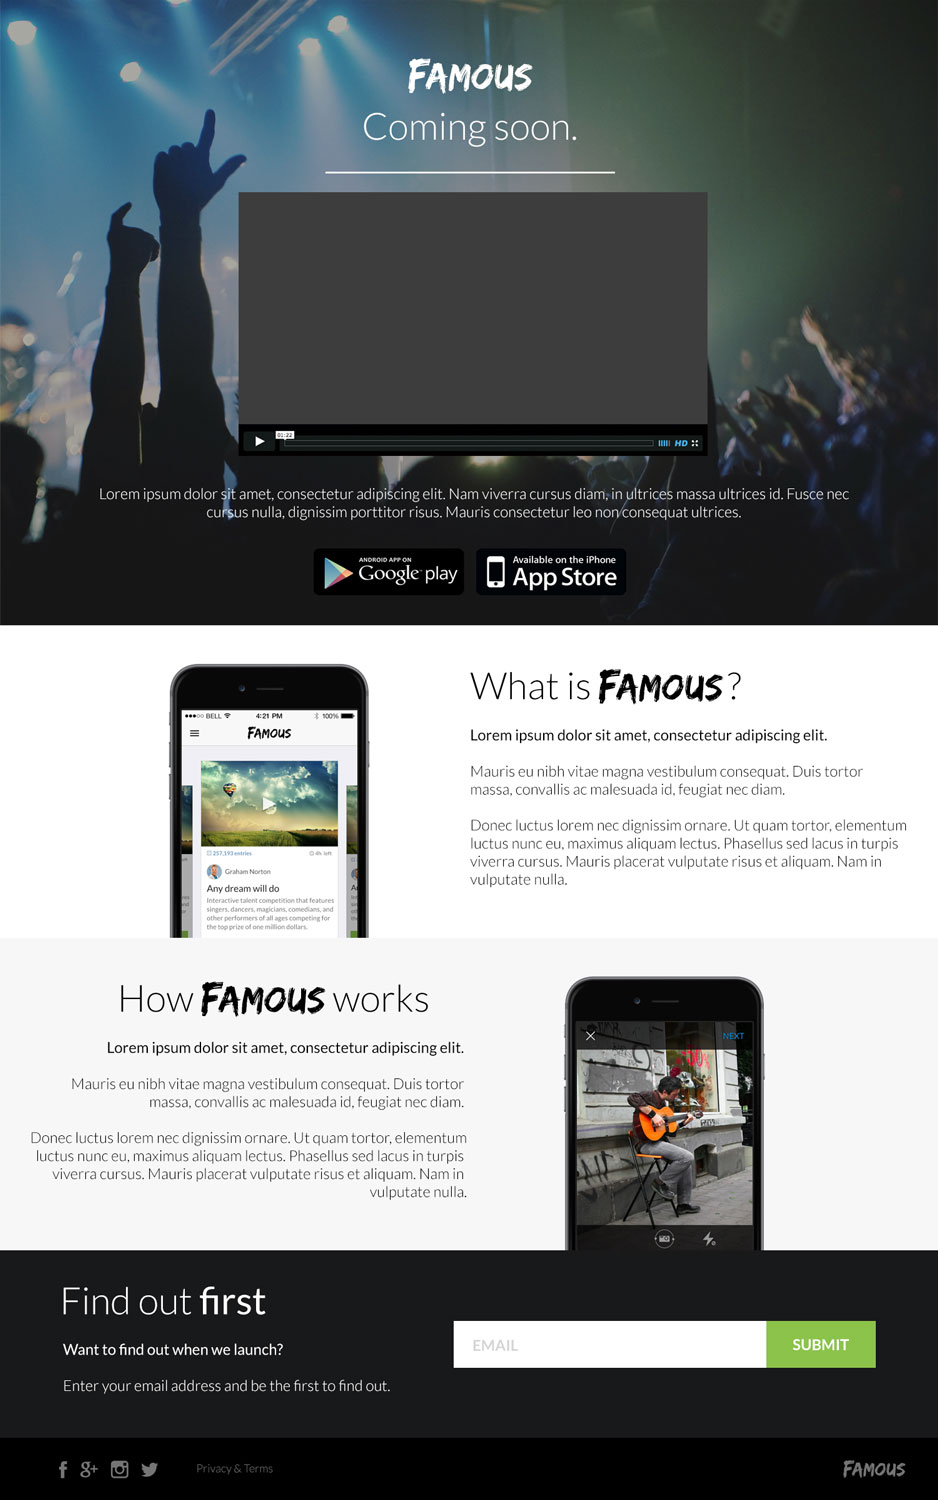 FAMOUS
Coming soon.
01:22
HD
Lorem ipsum dolor sit amet, consectetur adipiscing elit. Nam viverra cursus diam, in ultrices massa ultrices id. Fusce nec
cursus nulla, dignissim porttitor risus. Mauris consectetur leo non consequat ultrices.
ANDROID APP ON
Google play
Available on the iPhone
App Store
What is FAMOUS?
Lorem ipsum dolor sit amet, consectetur adipiscing elit.
Mauris eu nibh vitae magna vestibulum consequat. Duis tortor
massa, convallis ac malesuada id, feugiat nec diam.
Donec luctus lorem nec dignissim ornare. Ut quam tortor, elementum
luctus nunc eu, maximus aliquam lectus. Phasellus sed lacus in turpis
viverra cursus. Mauris placerat vulputate risus et aliquam. Nam in
vulputate nulla.
BELL 4:21 PM 100%
FAMOUS
257,193 entries 4h left
Graham Norton
Any dream will do
Interactive talent competition that features
singers, dancers, magicians, comedians, and
other performers of all ages competing for
the top prize of one million dollars.
How FAMOUS works
Lorem ipsum dolor sit amet, consectetur adipiscing elit.
Mauris eu nibh vitae magna vestibulum consequat. Duis tortor
massa, convallis ac malesuada id, feugiat nec diam.
Donec luctus lorem nec dignissim ornare. Ut quam tortor, elementum
luctus nunc eu, maximus aliquam lectus. Phasellus sed lacus in turpis
viverra cursus. Mauris placerat vulputate risus et aliquam. Nam in
vulputate nulla.
NEXT
Find out first
Want to find out when we launch?
Enter your email address and be the first to find out.
EMAIL
SUBMIT
Privacy & Terms
FAMOUS